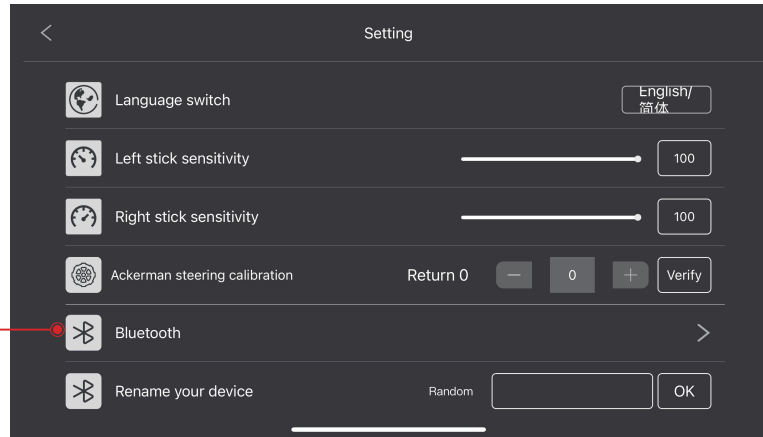 Setting
Language switch
English/
简体
Left stick sensitivity
100
Right stick sensitivity
100
Ackerman steering calibration
Return 0
0
Verify
Bluetooth
Rename your device
Random
OK